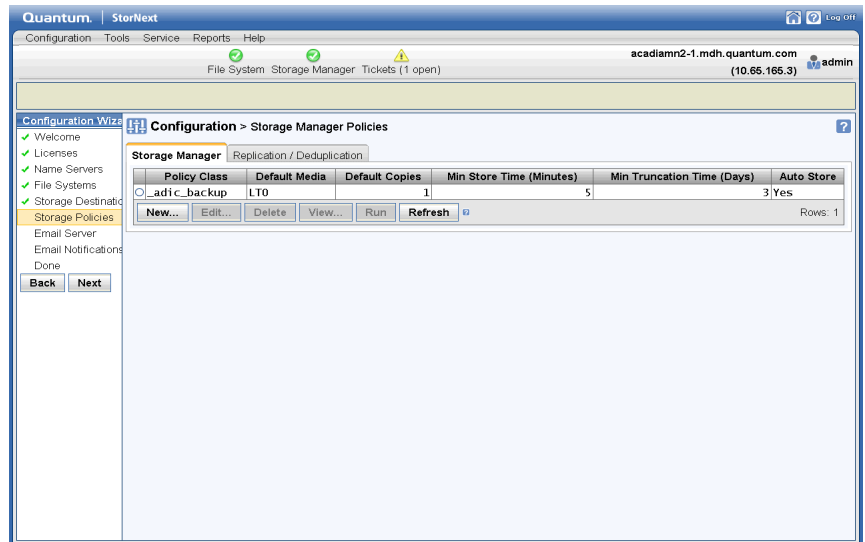 Quantum. | StorNext Log Off
Configuration Tools Service Reports Help
File System Storage Manager Tickets (1 open)
acadiamn2-1.mdh.quantum.com
(10.65.165.3)
admin
Configuration Wiza
Welcome
Licenses
Name Servers
File Systems
Storage Destinatio
Storage Policies
Email Server
Email Notifications
Done
Back Next
Configuration > Storage Manager Policies
Storage Manager Replication / Deduplication
Policy Class Default Media Default Copies Min Store Time (Minutes) Min Truncation Time (Days) Auto Store
_adic_backup LTO 1 5 3 Yes
New... Edit... Delete View... Run Refresh Rows: 1